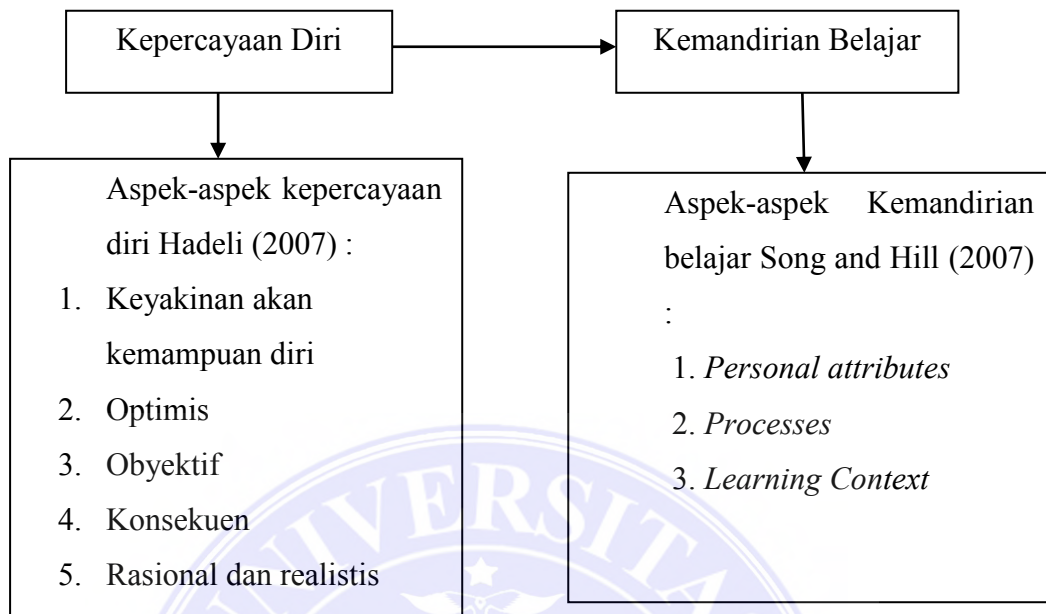 Kepercayaan Diri
Kemandirian Belajar
Aspek-aspek kepercayaan
diri Hadeli (2007) :
1. Keyakinan akan
kemampuan diri
2. Optimis
3. Obyektif
4. Konsekuen
5. Rasional dan realistis
Aspek-aspek Kemandirian
belajar Song and Hill (2007)
:
1. Personal attributes
2. Processes
3. Learning Context
UNIVERSITA